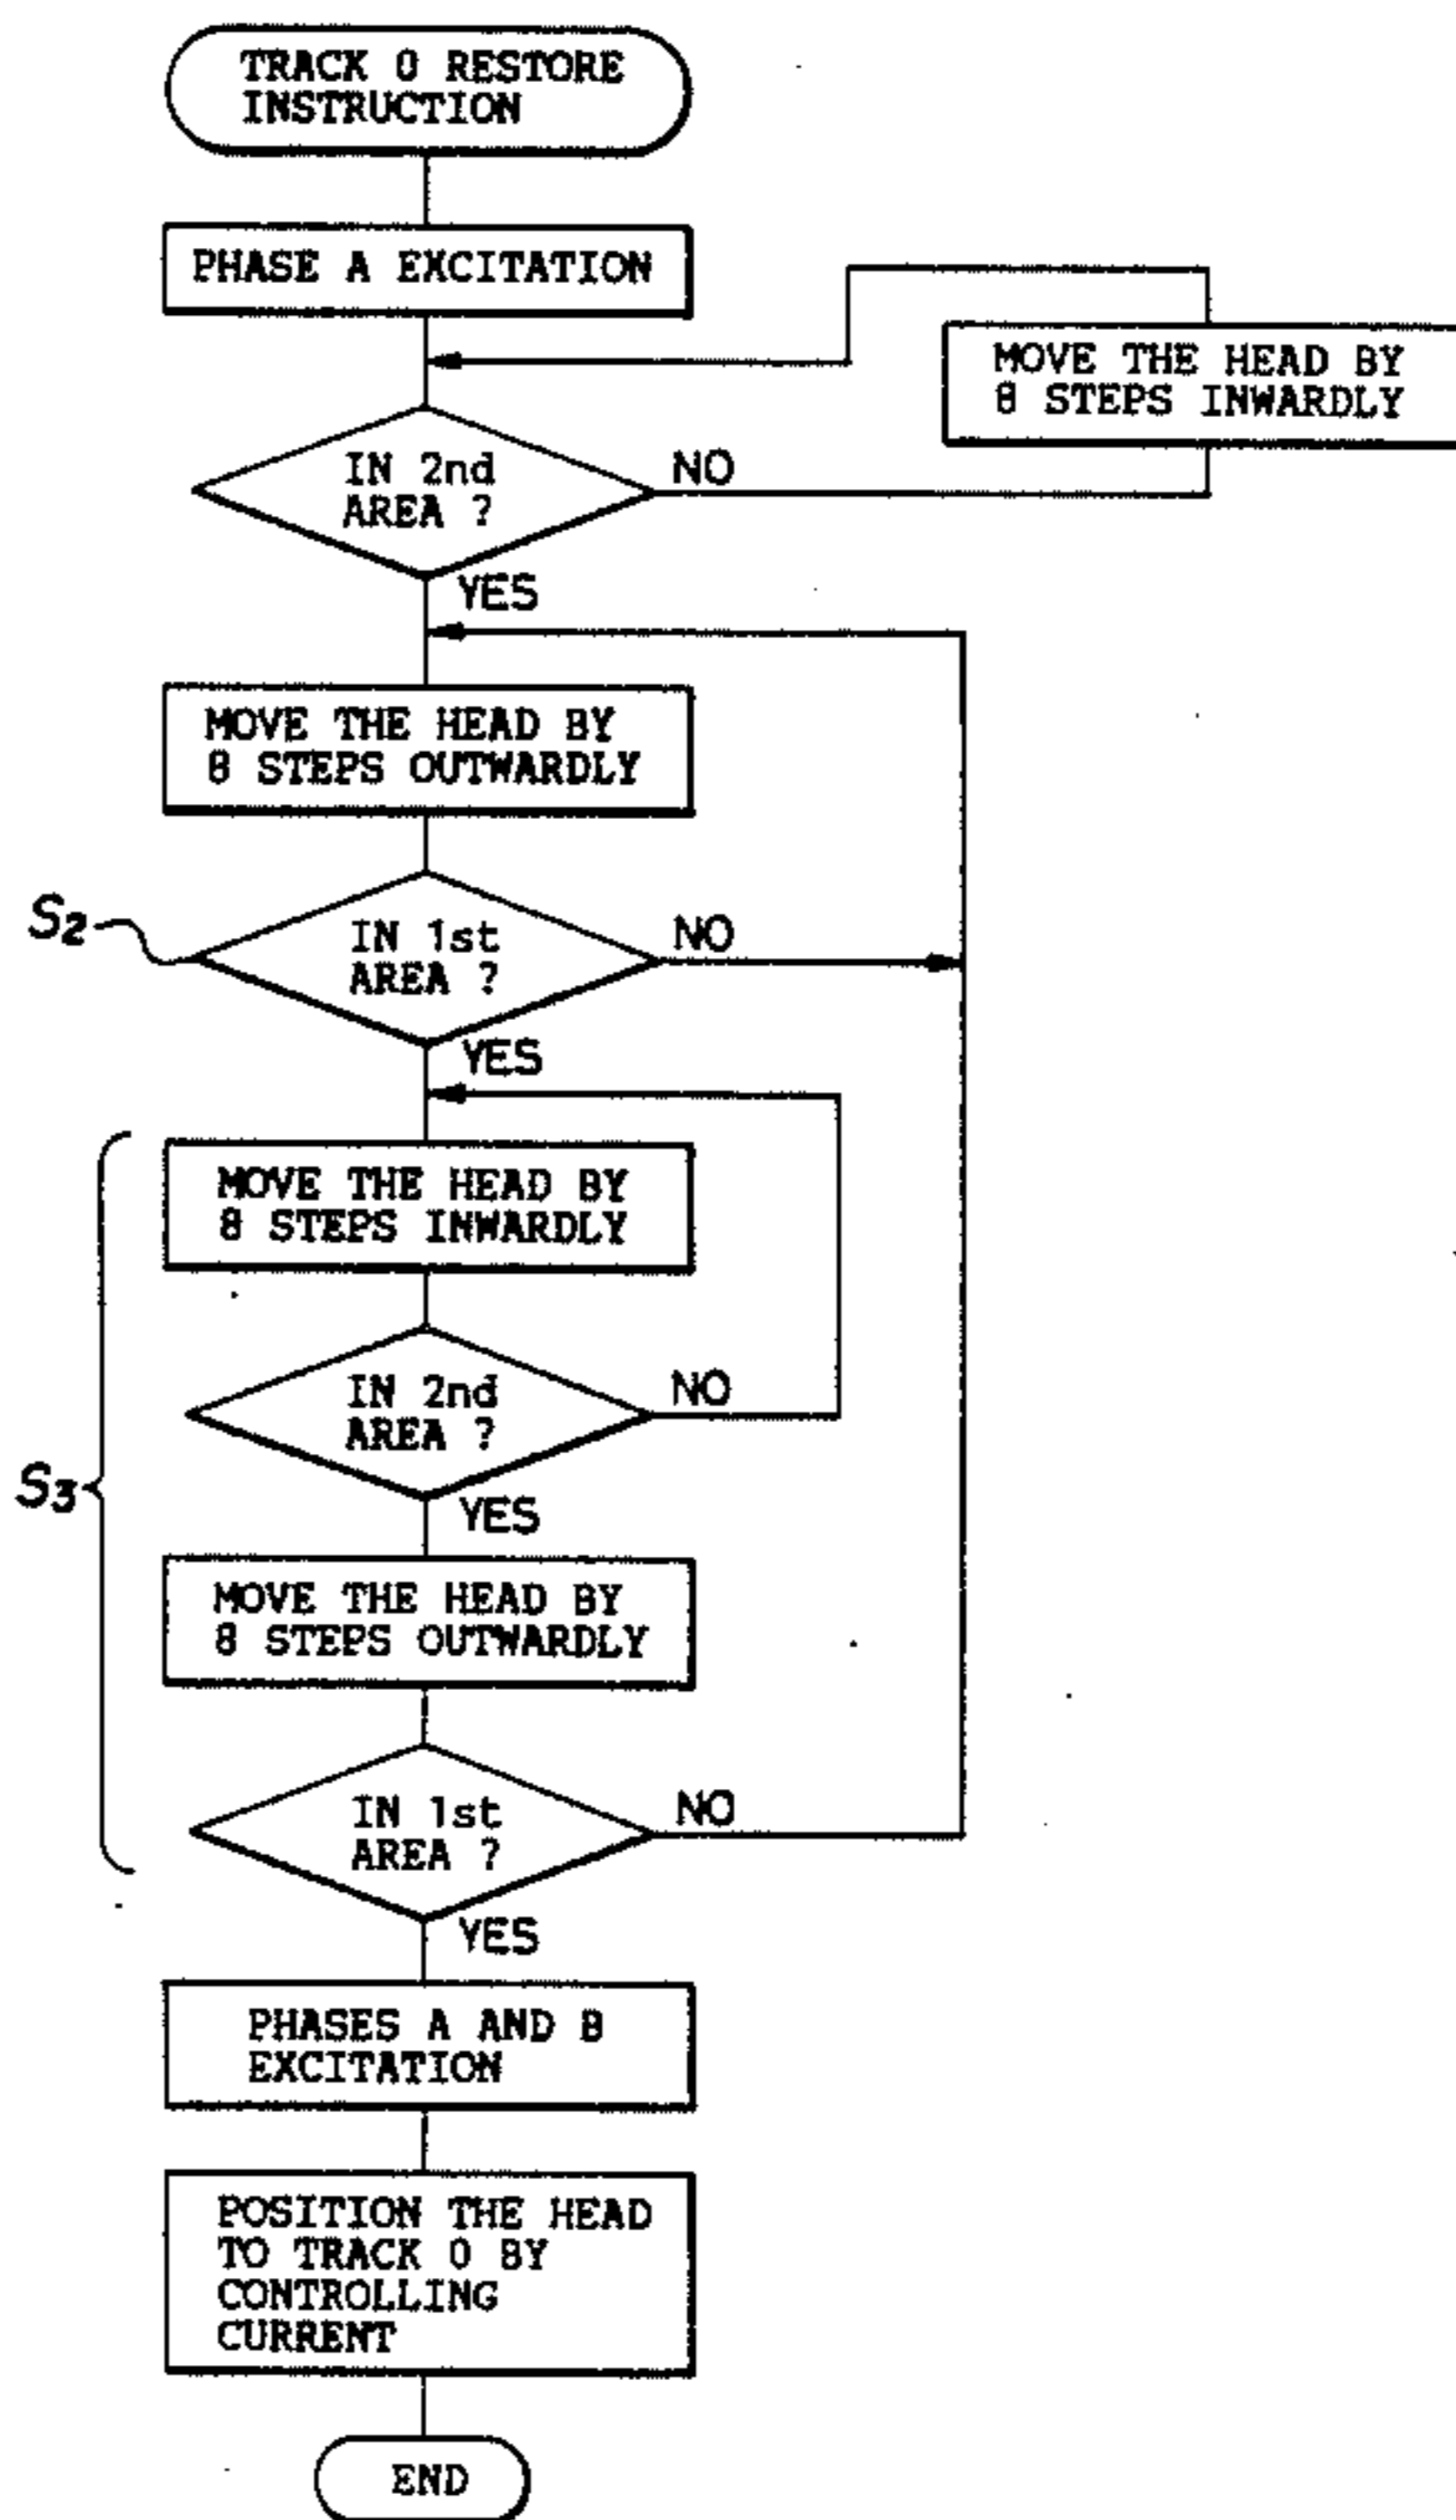 TRACK 0 RESTORE
INSTRUCTION
PHASE A EXCITATION
MOVE THE HEAD BY
8 STEPS INWARDLY
IN 2nd
AREA ?
NO
YES
MOVE THE HEAD BY
8 STEPS OUTWARDLY
S2
IN 1st
AREA ?
NO
YES
MOVE THE HEAD BY
8 STEPS INWARDLY
IN 2nd
AREA ?
NO
S3
YES
MOVE THE HEAD BY
8 STEPS OUTWARDLY
IN 1st
AREA ?
NO
YES
PHASES A AND B
EXCITATION
POSITION THE HEAD
TO TRACK 0 BY
CONTROLLING
CURRENT
END